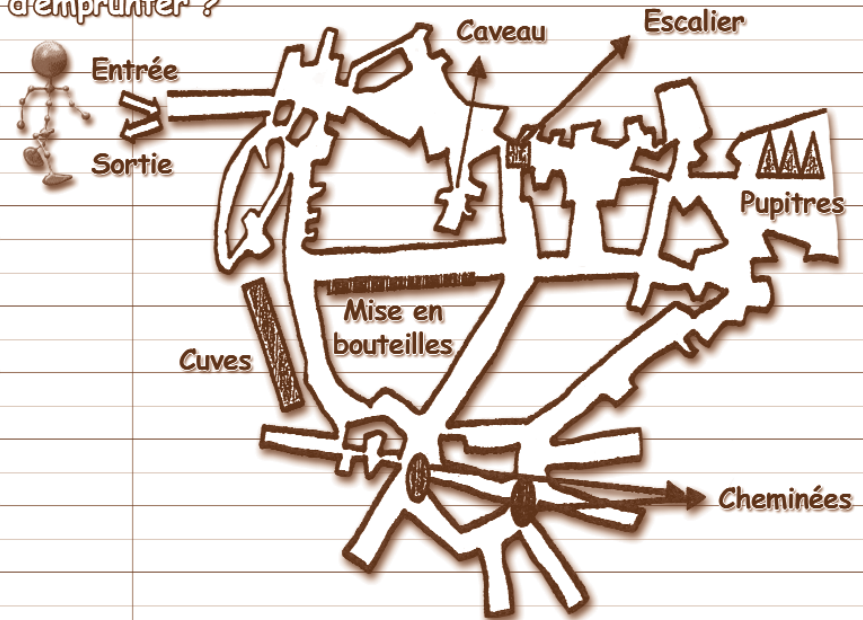 d'emprunter ?
Entrée
Sortie
Caveau
Escalier
Pupitres
Mise en
bouteilles
Cuves
Cheminées